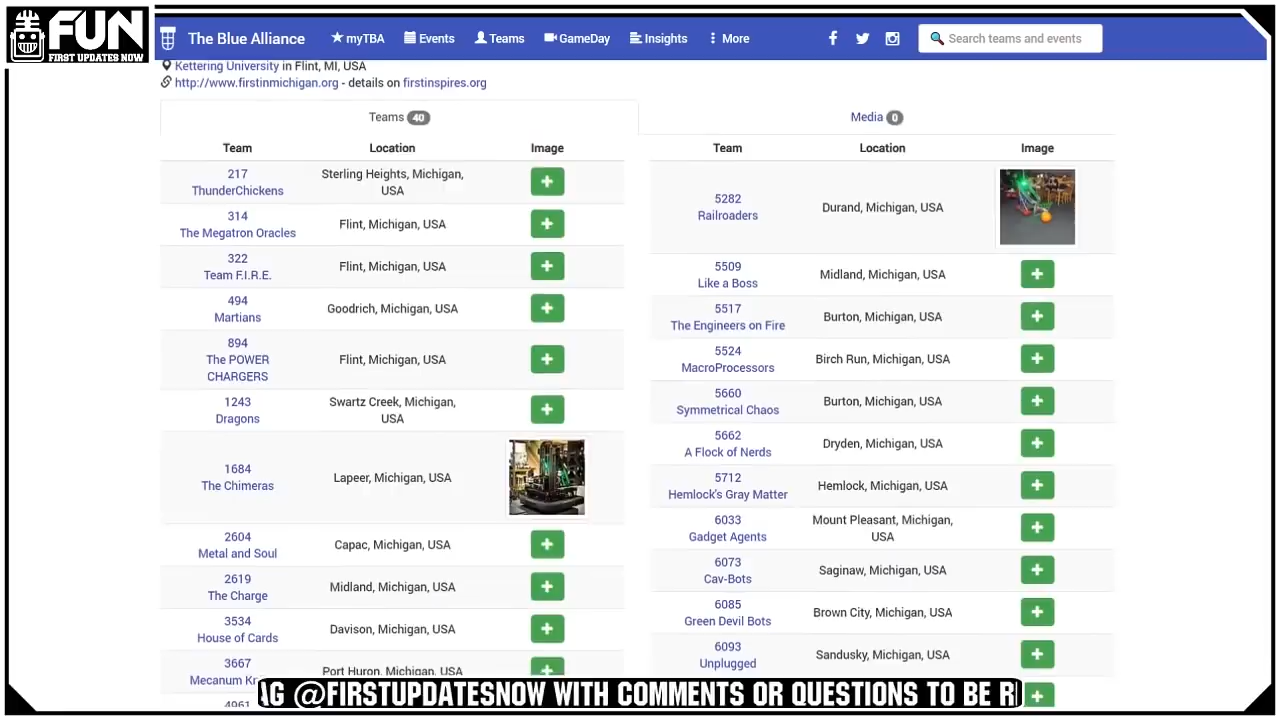 FUN
FIRST UPDATES NOW
The Blue Alliance
myTBA
Events
Teams
GameDay
Insights
More
Search teams and events
Kettering University in Flint, MI, USA
http://www.firstinmichigan.org - details on firstinspires.org
Teams 40
Media 0
Team Location Image
217
ThunderChickens
Sterling Heights, Michigan,
USA
314
The Megatron Oracles
Flint, Michigan, USA
322
Team F.I.R.E.
Flint, Michigan, USA
494
Martians
Goodrich, Michigan, USA
894
The POWER
CHARGERS
Flint, Michigan, USA
1243
Dragons
Swartz Creek, Michigan,
USA
1684
The Chimeras
Lapeer, Michigan, USA
2604
Metal and Soul
Capac, Michigan, USA
2619
The Charge
Midland, Michigan, USA
3534
House of Cards
Davison, Michigan, USA
3667
Mecanum
Port Huron, Michigan, USA
4961
Team Location Image
5282
Railroaders
Durand, Michigan, USA
5509
Like a Boss
Midland, Michigan, USA
5517
The Engineers on Fire
Burton, Michigan, USA
5524
MacroProcessors
Birch Run, Michigan, USA
5660
Symmetrical Chaos
Burton, Michigan, USA
5662
A Flock of Nerds
Dryden, Michigan, USA
5712
Hemlock's Gray Matter
Hemlock, Michigan, USA
6033
Gadget Agents
Mount Pleasant, Michigan,
USA
6073
Cav-Bots
Saginaw, Michigan, USA
6085
Green Devil Bots
Brown City, Michigan, USA
6093
Unplugged
Sandusky, Michigan, USA
AG @FIRSTUPDATESNOW WITH COMMENTS OR QUESTIONS TO BE R